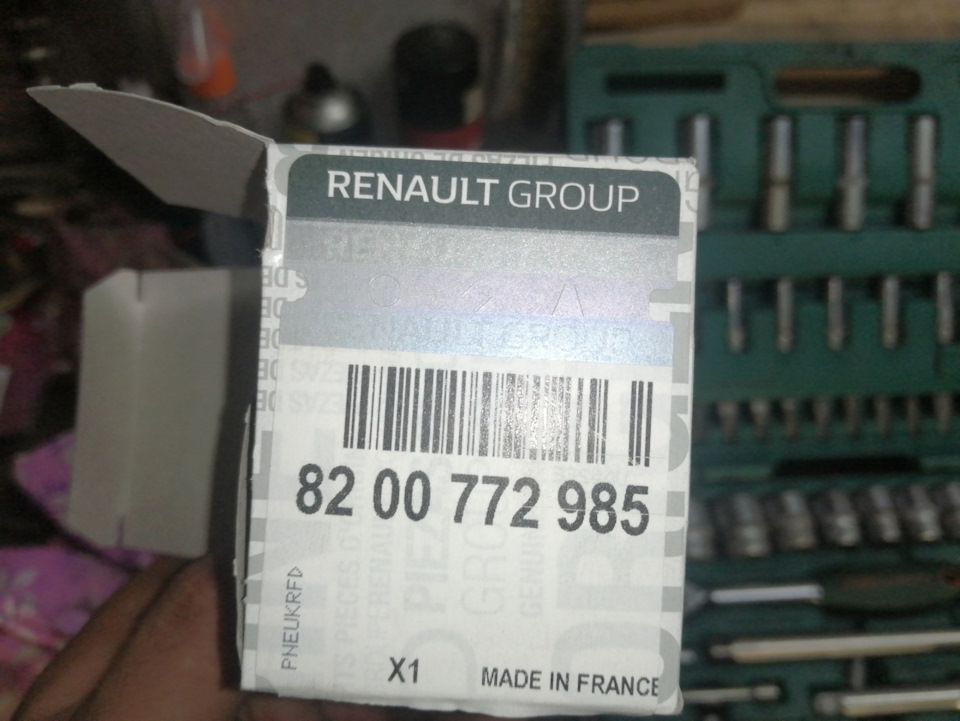 RENAULT GROUP
82 00 772 985
PNEUKRFD
X1
MADE IN FRANCE